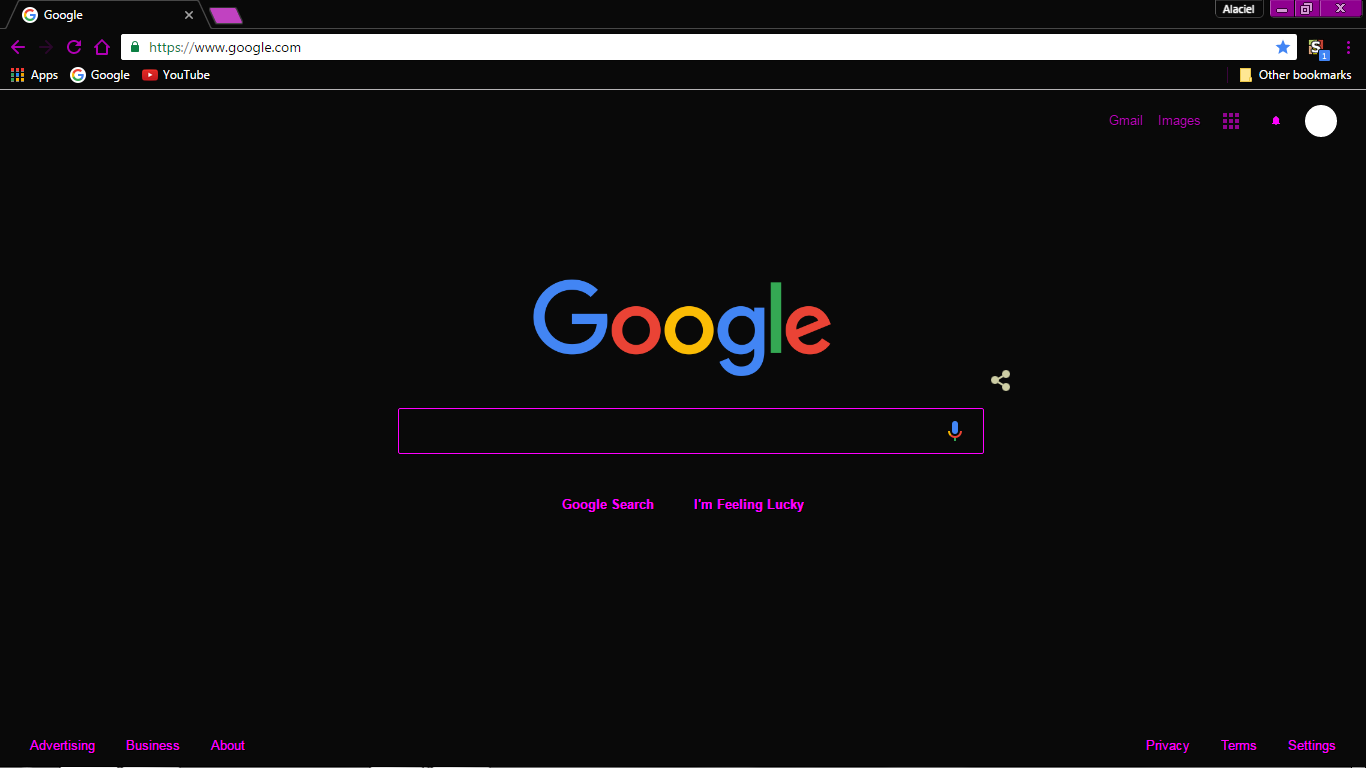 Google
Alaciel
https://www.google.com
S
1
Apps Google YouTube Other bookmarks
Gmail Images
Google
Google Search I'm Feeling Lucky
Advertising Business About Privacy Terms Settings